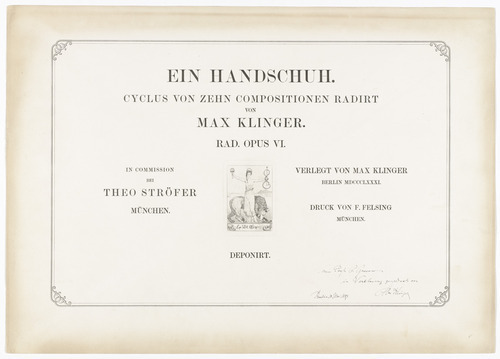 EIN HANDSCHUH.
CYCLUS VON ZEHN COMPOSITIONEN RADIRT
VON
MAX KLINGER.
RAD. OPUS VI.
IN COMMISSION
BEI
THEO STRÖFER
MÜNCHEN.
VERLEGT VON MAX KLINGER
BERLIN MDCCCLXXXI.
DRUCK VON F. FELSING
MÜNCHEN.
DEPONIRT.